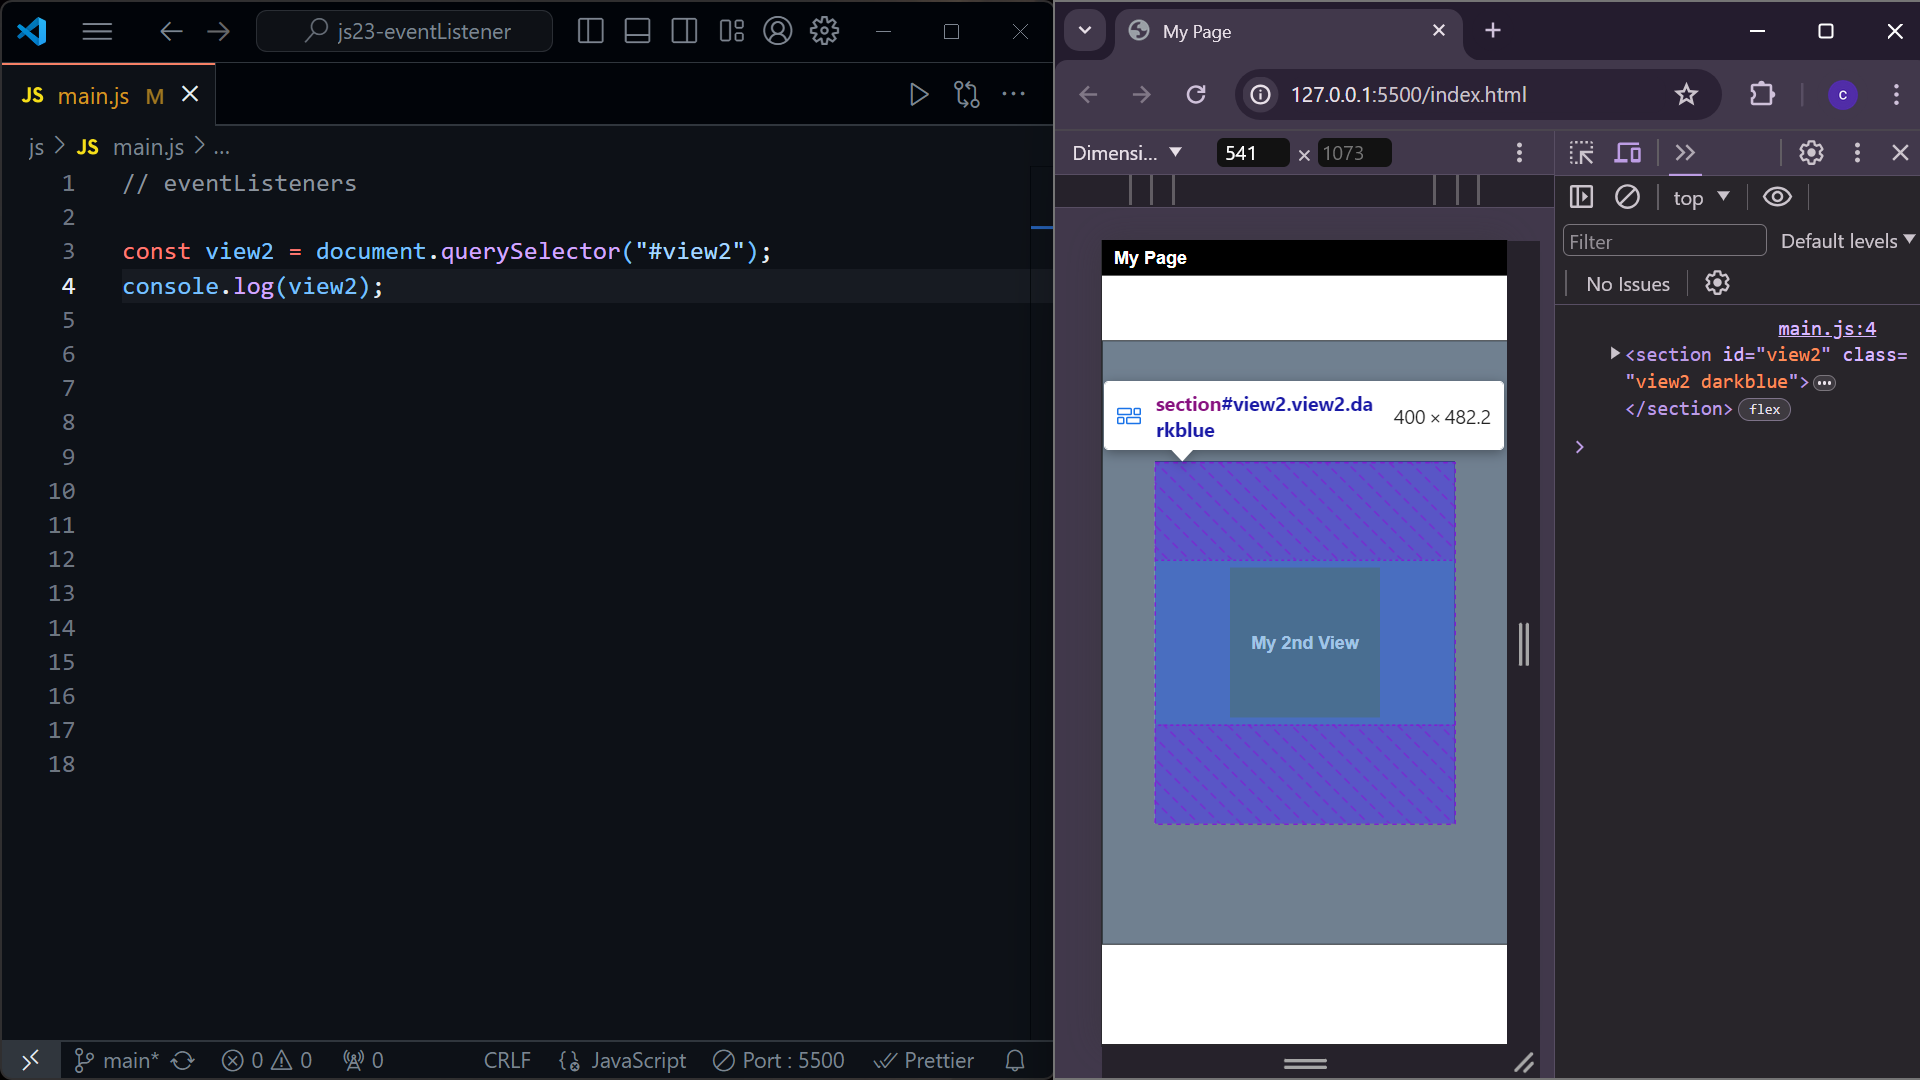 js23-eventListener
JS main.js M
js > JS main.js > ...
1 // eventListeners
2
3 const view2 = document.querySelector("#view2");
4 console.log(view2);
5
6
7
8
9
10
11
12
13
14
15
16
17
18
main* 0 0 0 CRLF {} JavaScript Port : 5500 Prettier
My Page
127.0.0.1:5500/index.html
c
Dimensi... 541 × 1073
My Page
section#view2.view2.da
rkblue
400 × 482.2
My 2nd View
top
Filter
Default levels
No Issues
main.js:4
<section id="view2" class=
"view2 darkblue">
</section> flex